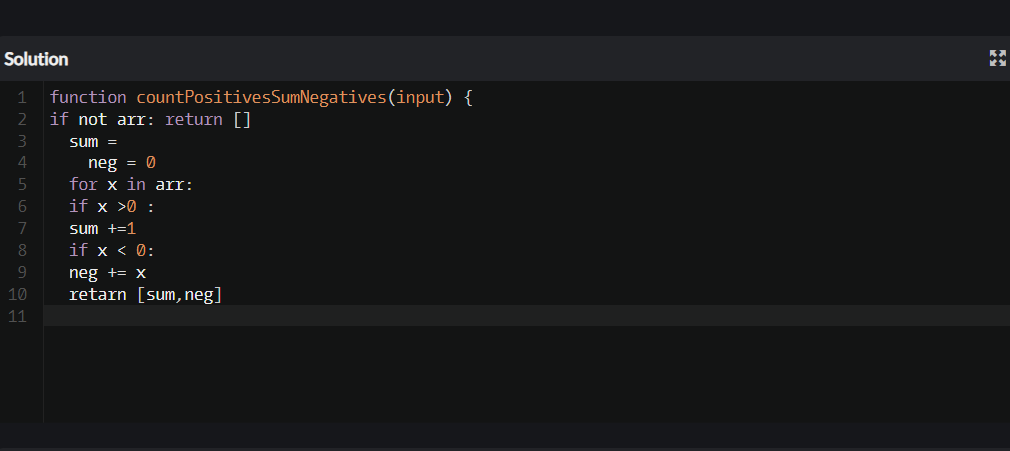 Solution
1 function countPositivesSumNegatives(input) {
2 if not arr: return []
3 sum =
4 neg = 0
5 for x in arr:
6 if x >0 :
7 sum +=1
8 if x < 0:
9 neg += x
10 retarn [sum,neg]
11